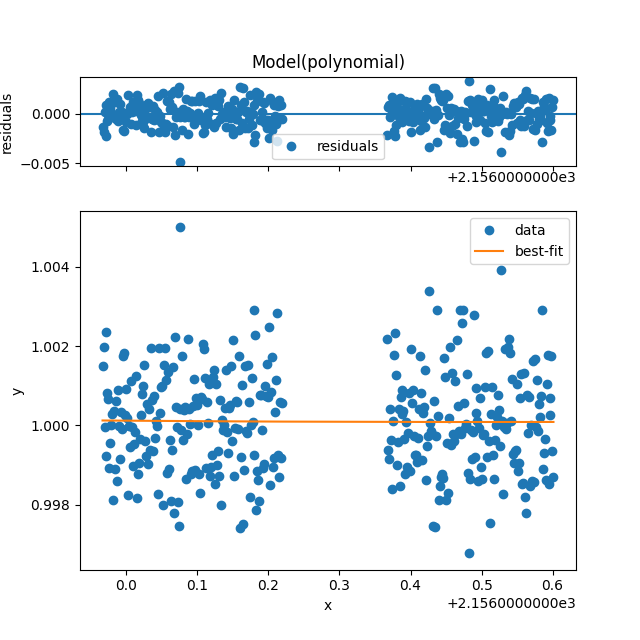 Model(polynomial)
residuals
0.000
−0.005
residuals
+2.1560000000e3
y
1.004
1.002
1.000
0.998
data
best-fit
0.0 0.1 0.2 0.3 0.4 0.5 0.6
x
+2.1560000000e3